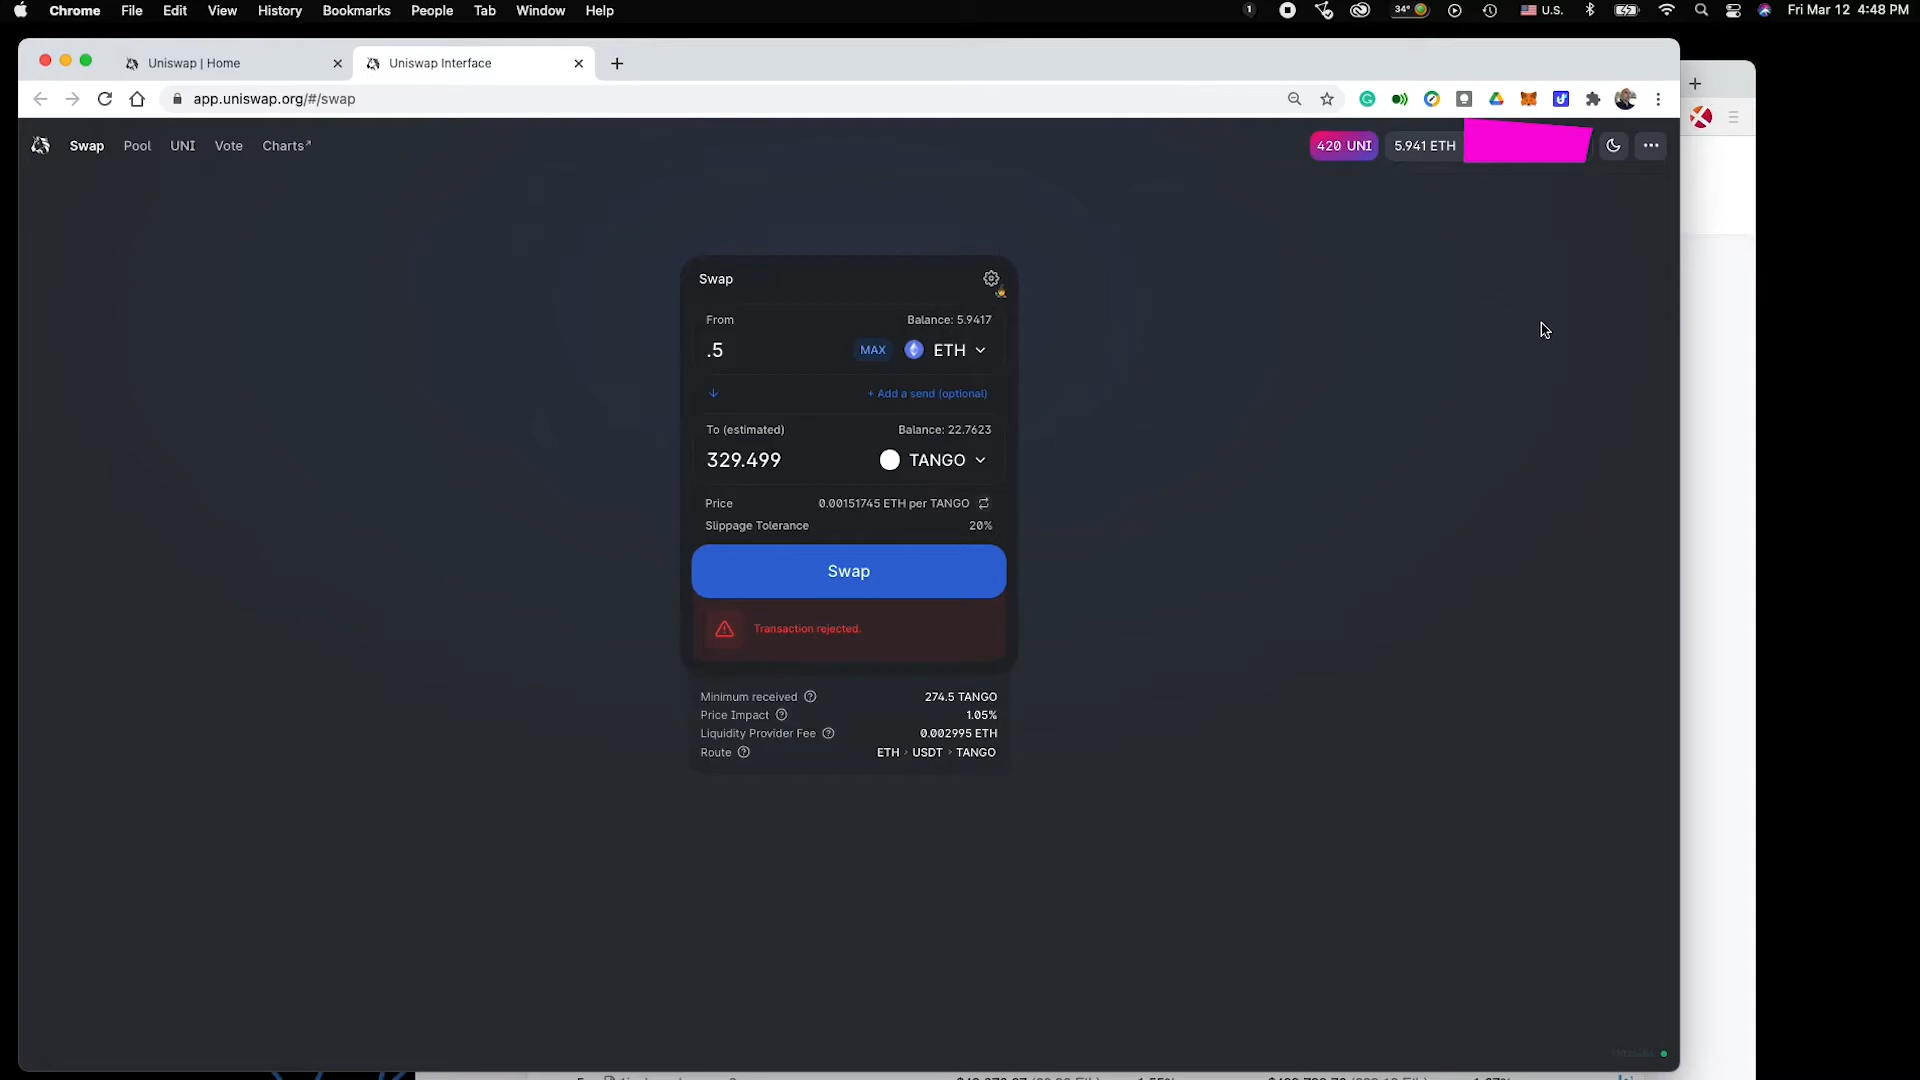 Chrome File Edit View History Bookmarks People Tab Window Help 1 34° U.S. Fri Mar 12 4:48 PM
Uniswap | Home Uniswap Interface
app.uniswap.org/#/swap
Swap Pool UNI Vote Charts↗ 420 UNI 5.941 ETH
Swap
From Balance: 5.9417
.5 MAX ETH
+ Add a send (optional)
To (estimated) Balance: 22.7623
329.499 TANGO
Price 0.00151745 ETH per TANGO
Slippage Tolerance 20%
Swap
Transaction rejected.
Minimum received 274.5 TANGO
Price Impact 1.05%
Liquidity Provider Fee 0.002995 ETH
Route ETH > USDT > TANGO